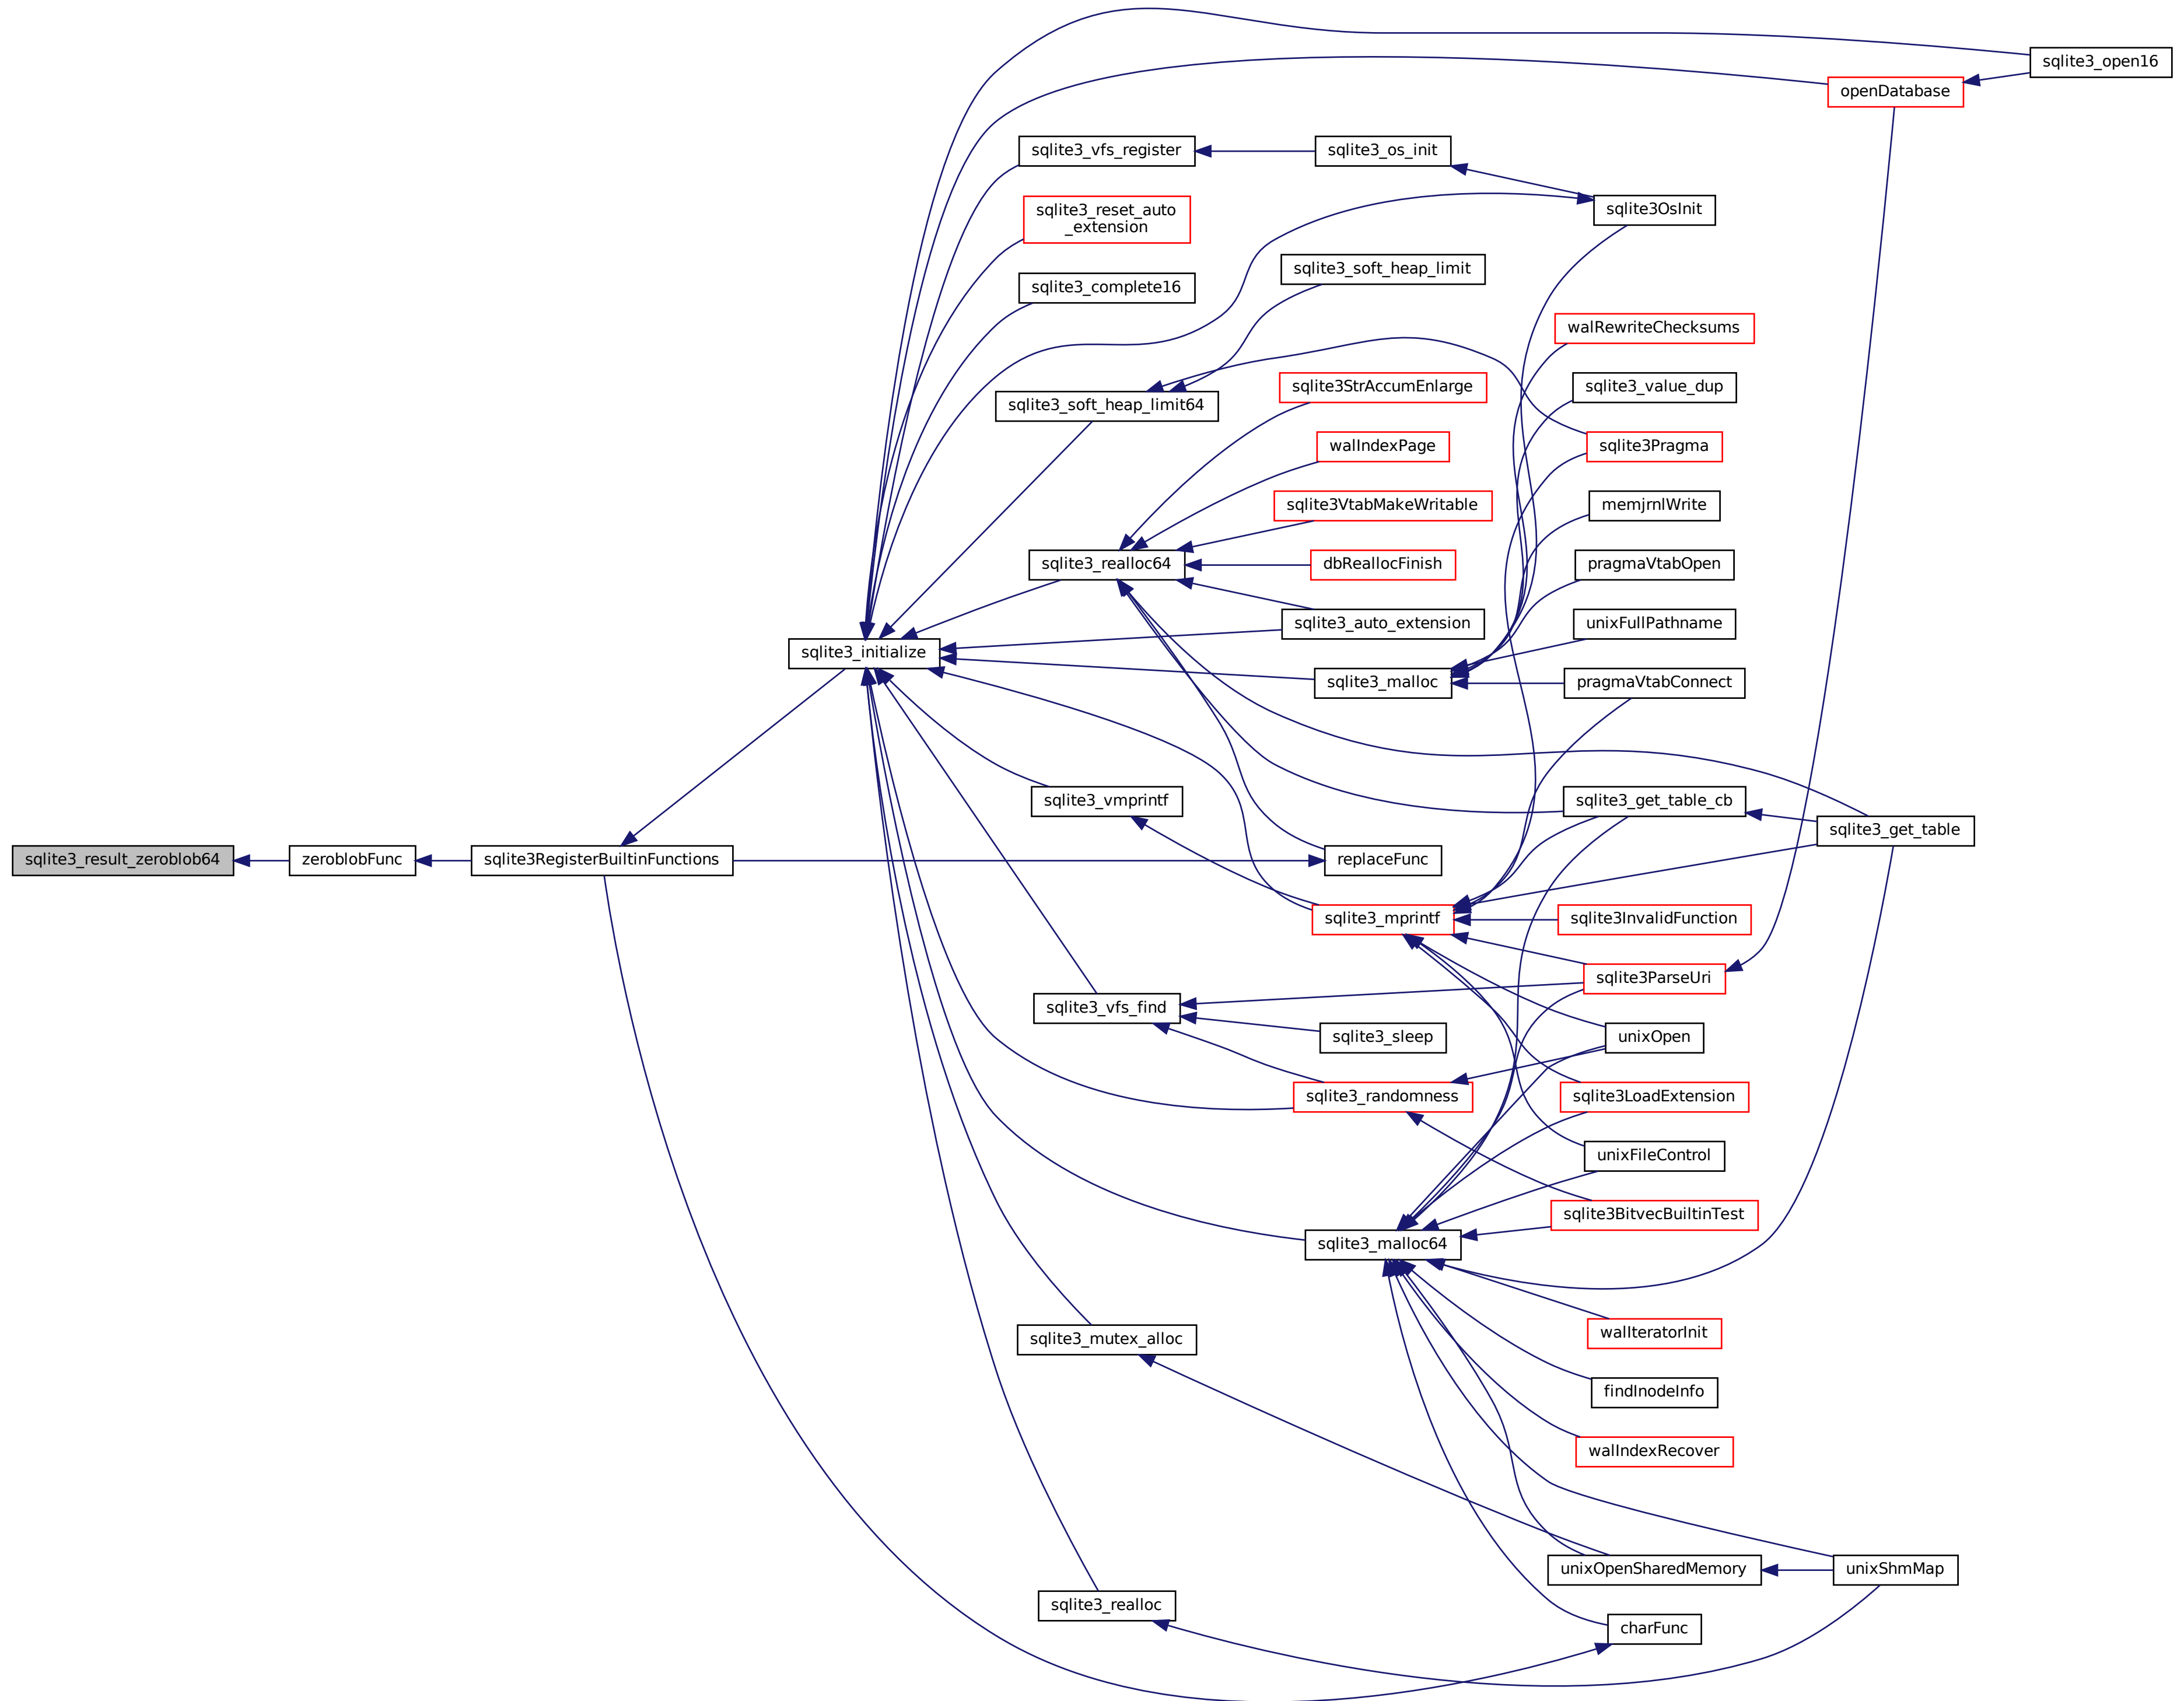 sqlite3_open16
openDatabase
sqlite3_vfs_register
sqlite3_os_init
sqlite3_reset_auto
_extension
sqlite3OsInit
sqlite3_soft_heap_limit
sqlite3_complete16
walRewriteChecksums
sqlite3StrAccumEnlarge
sqlite3_value_dup
sqlite3_soft_heap_limit64
walIndexPage
sqlite3Pragma
sqlite3VtabMakeWritable
memjrnlWrite
sqlite3_realloc64
dbReallocFinish
pragmaVtabOpen
sqlite3_auto_extension
unixFullPathname
sqlite3_initialize
sqlite3_malloc
pragmaVtabConnect
sqlite3_vmprintf
sqlite3_get_table_cb
sqlite3_get_table
sqlite3_result_zeroblob64
zeroblobFunc
sqlite3RegisterBuiltinFunctions
replaceFunc
sqlite3_mprintf
sqlite3InvalidFunction
sqlite3ParseUri
sqlite3_vfs_find
sqlite3_sleep
unixOpen
sqlite3_randomness
sqlite3LoadExtension
unixFileControl
sqlite3BitvecBuiltinTest
sqlite3_malloc64
sqlite3_mutex_alloc
walIteratorInit
findInodeInfo
walIndexRecover
unixOpenSharedMemory
unixShmMap
sqlite3_realloc
charFunc